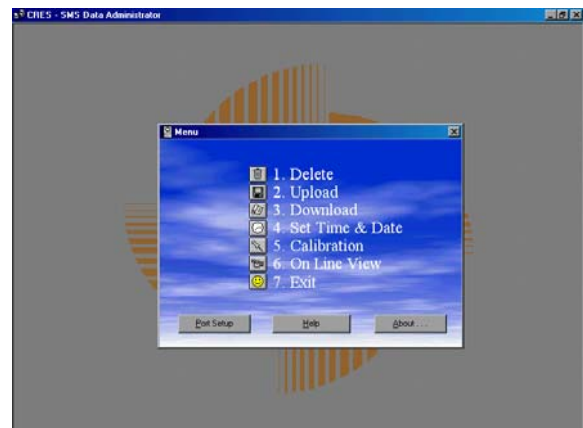 CRES - SMS Data Administrator
Menu
1. Delete
2. Upload
3. Download
4. Set Time & Date
5. Calibration
6. On Line View
7. Exit
Port Setup
Help
About . . .